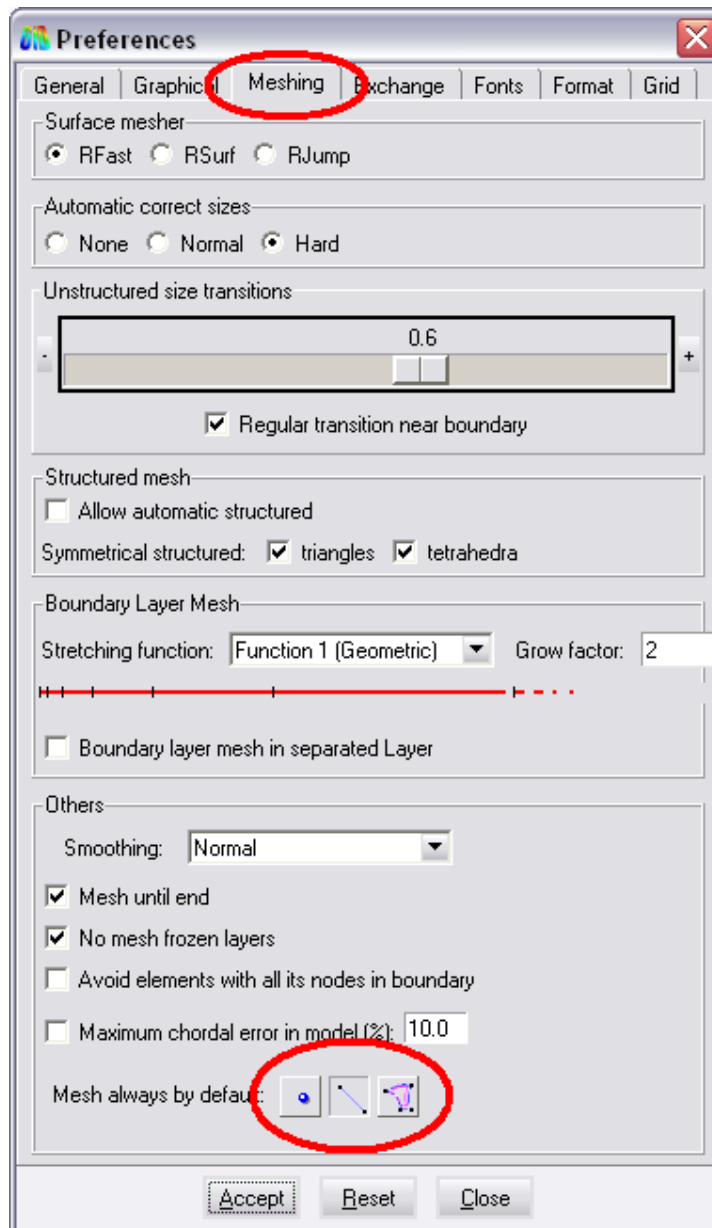 Preferences
General Graphical Meshing Exchange Fonts Format Grid
Surface mesher
RFast RSurf RJump
Automatic correct sizes
None Normal Hard
Unstructured size transitions
0.6
- +
Regular transition near boundary
Structured mesh
Allow automatic structured
Symmetrical structured: triangles tetrahedra
Boundary Layer Mesh
Stretching function: Function 1 (Geometric) Grow factor: 2
Boundary layer mesh in separated Layer
Others
Smoothing: Normal
Mesh until end
No mesh frozen layers
Avoid elements with all its nodes in boundary
Maximum chordal error in model (%): 10.0
Mesh always by default:
Accept Reset Close